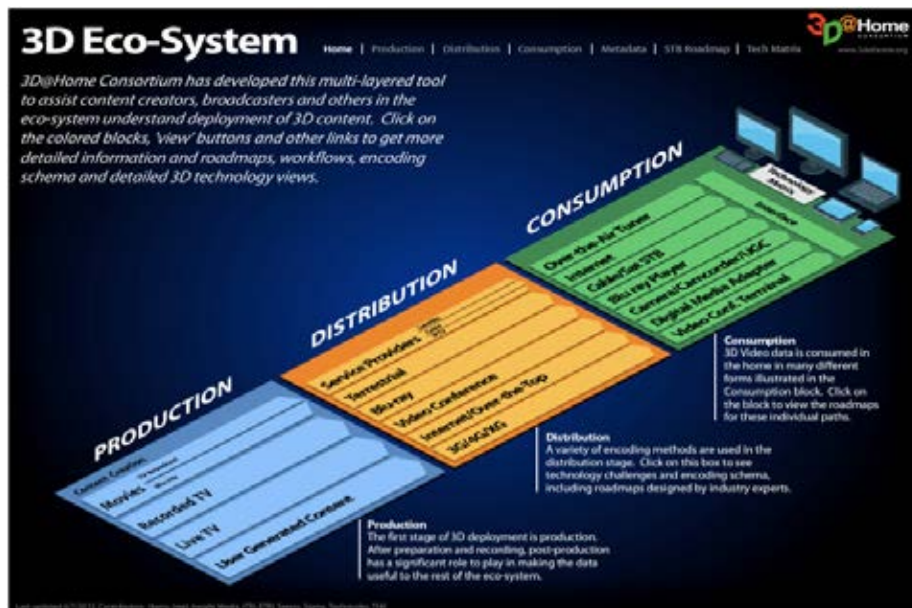 3D Eco-System
Home | Production | Distribution | Consumption | Metadata | STB Roadmap | Tech Matrix
3D@Home
CONSORTIUM
www.3dathome.org
3D@Home Consortium has developed this multi-layered tool
to assist content creators, broadcasters and others in the
eco-system understand deployment of 3D content. Click on
the colored blocks, 'view' buttons and other links to get more
detailed information and roadmaps, workflows, encoding
schema and detailed 3D technology views.
CONSUMPTION
Technology
Matrix
Interface
Over-the-Air Tuner
Internet
Cable/Sat STB
Blu-ray Player
Camera/Camcorder/UGC
Digital Media Adapter
Video Conf. Terminal
DISTRIBUTION
Service Providers
Terrestrial
Blu-ray
Video Conference
Internet/Over-the-Top
3G/4G/XG
PRODUCTION
Content Creation
Movies
Recorded TV
Live TV
User Generated Content
Consumption
3D Video data is consumed in
the home in many different
forms illustrated in the
Consumption block. Click on
the block to view the roadmaps
for these individual paths.
Distribution
A variety of encoding methods are used in the
distribution stage. Click on this box to see
technology challenges and encoding schema,
including roadmaps designed by industry experts.
Production
The first stage of 3D deployment is production.
After preparation and recording, post-production
has a significant role to play in making the data
useful to the rest of the eco-system.